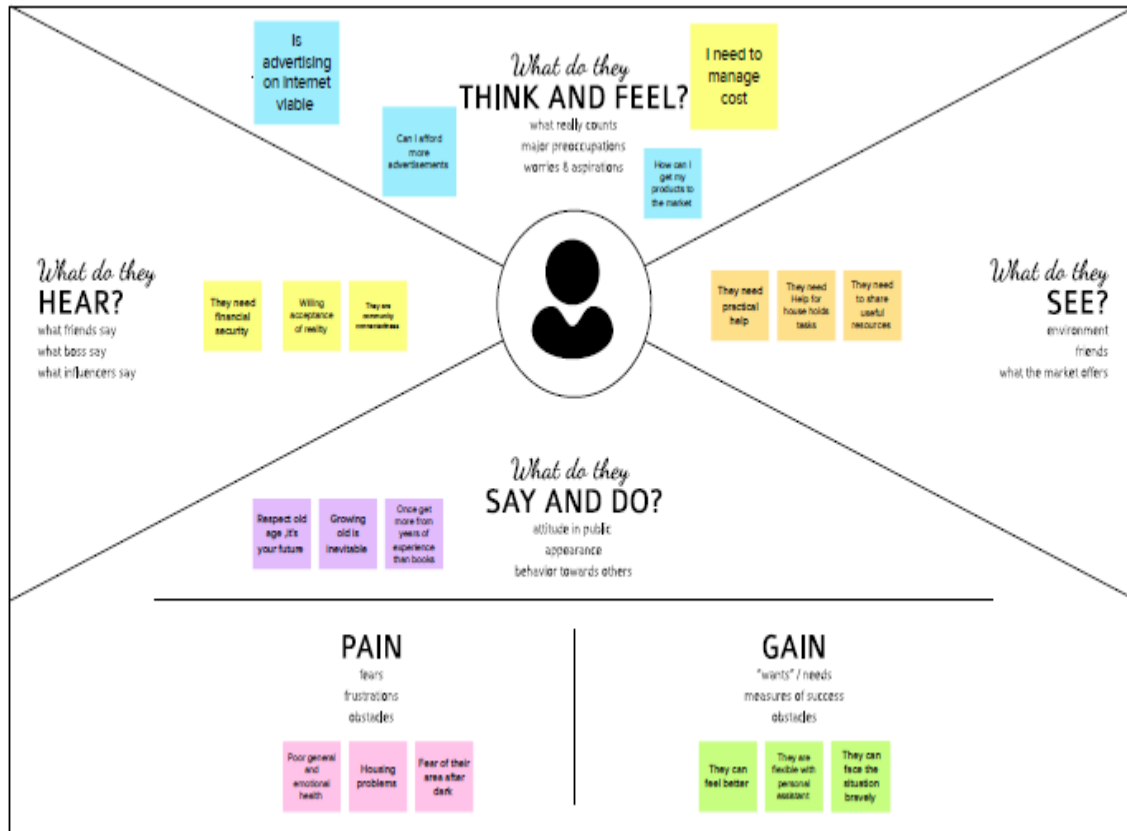 Is
advertising
on Internet
viable
What do they
THINK AND FEEL?
what really counts
major preoccupations
worries & aspirations
I need to
manage
cost
Can I afford
more
advertisements
How can I
get my
products to
the market
What do they
HEAR?
what friends say
what boss say
what influencers say
They need
financial
security
Willing
acceptance
of reality
They are
community
connectedness
They need
practical
help
They need
Help for
house holds
tasks
They need
to share
useful
resources
What do they
SEE?
environment
friends
what the market offers
What do they
SAY AND DO?
attitude in public
appearance
behavior towards others
Respect old
age ,it's
your future
Growing
old is
inevitable
Once get
more from
years of
experience
than books
PAIN
fears
frustrations
obstacles
Poor general
and
emotional
health
Housing
problems
Fear of their
area after
dark
GAIN
"wants" / needs
measures of success
obstacles
They can
feel better
They are
flexible with
personal
assistant
They can
face the
situation
bravely